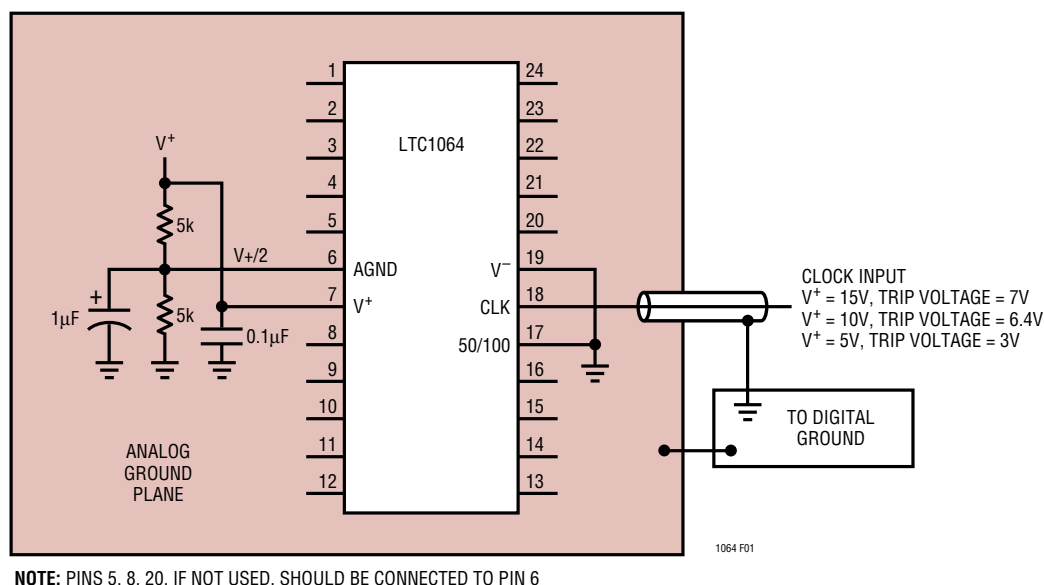 1
2
3
4
5
6
7
8
9
10
11
12
24
23
22
21
20
19
18
17
16
15
14
13
LTC1064
AGND
V+
V–
CLK
50/100
V+
5k
V+/2
5k
+
1µF
0.1µF
ANALOG
GROUND
PLANE
CLOCK INPUT
V+ = 15V, TRIP VOLTAGE = 7V
V+ = 10V, TRIP VOLTAGE = 6.4V
V+ = 5V, TRIP VOLTAGE = 3V
TO DIGITAL
GROUND
1064 F01
NOTE: PINS 5, 8, 20, IF NOT USED, SHOULD BE CONNECTED TO PIN 6